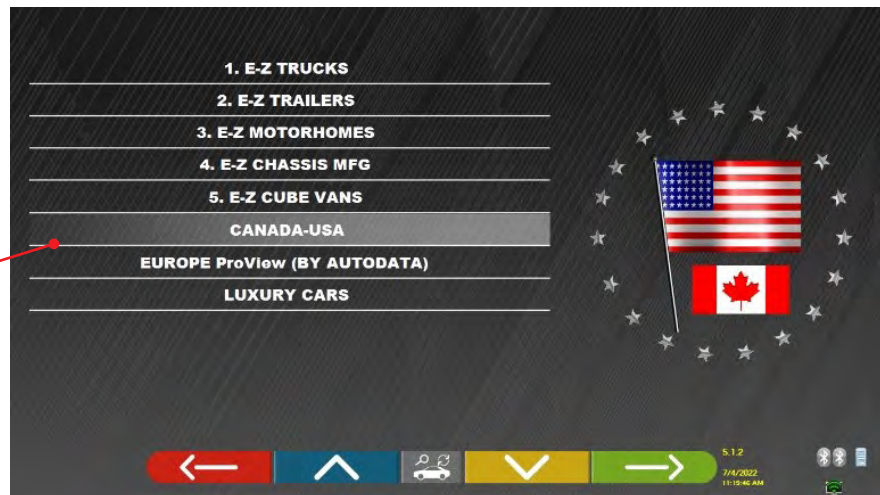 1. E-Z TRUCKS
2. E-Z TRAILERS
3. E-Z MOTORHOMES
4. E-Z CHASSIS MFG
5. E-Z CUBE VANS
CANADA-USA
EUROPE ProView (BY AUTODATA)
LUXURY CARS
5.1.2
7/4/2022
11:15:46 AM